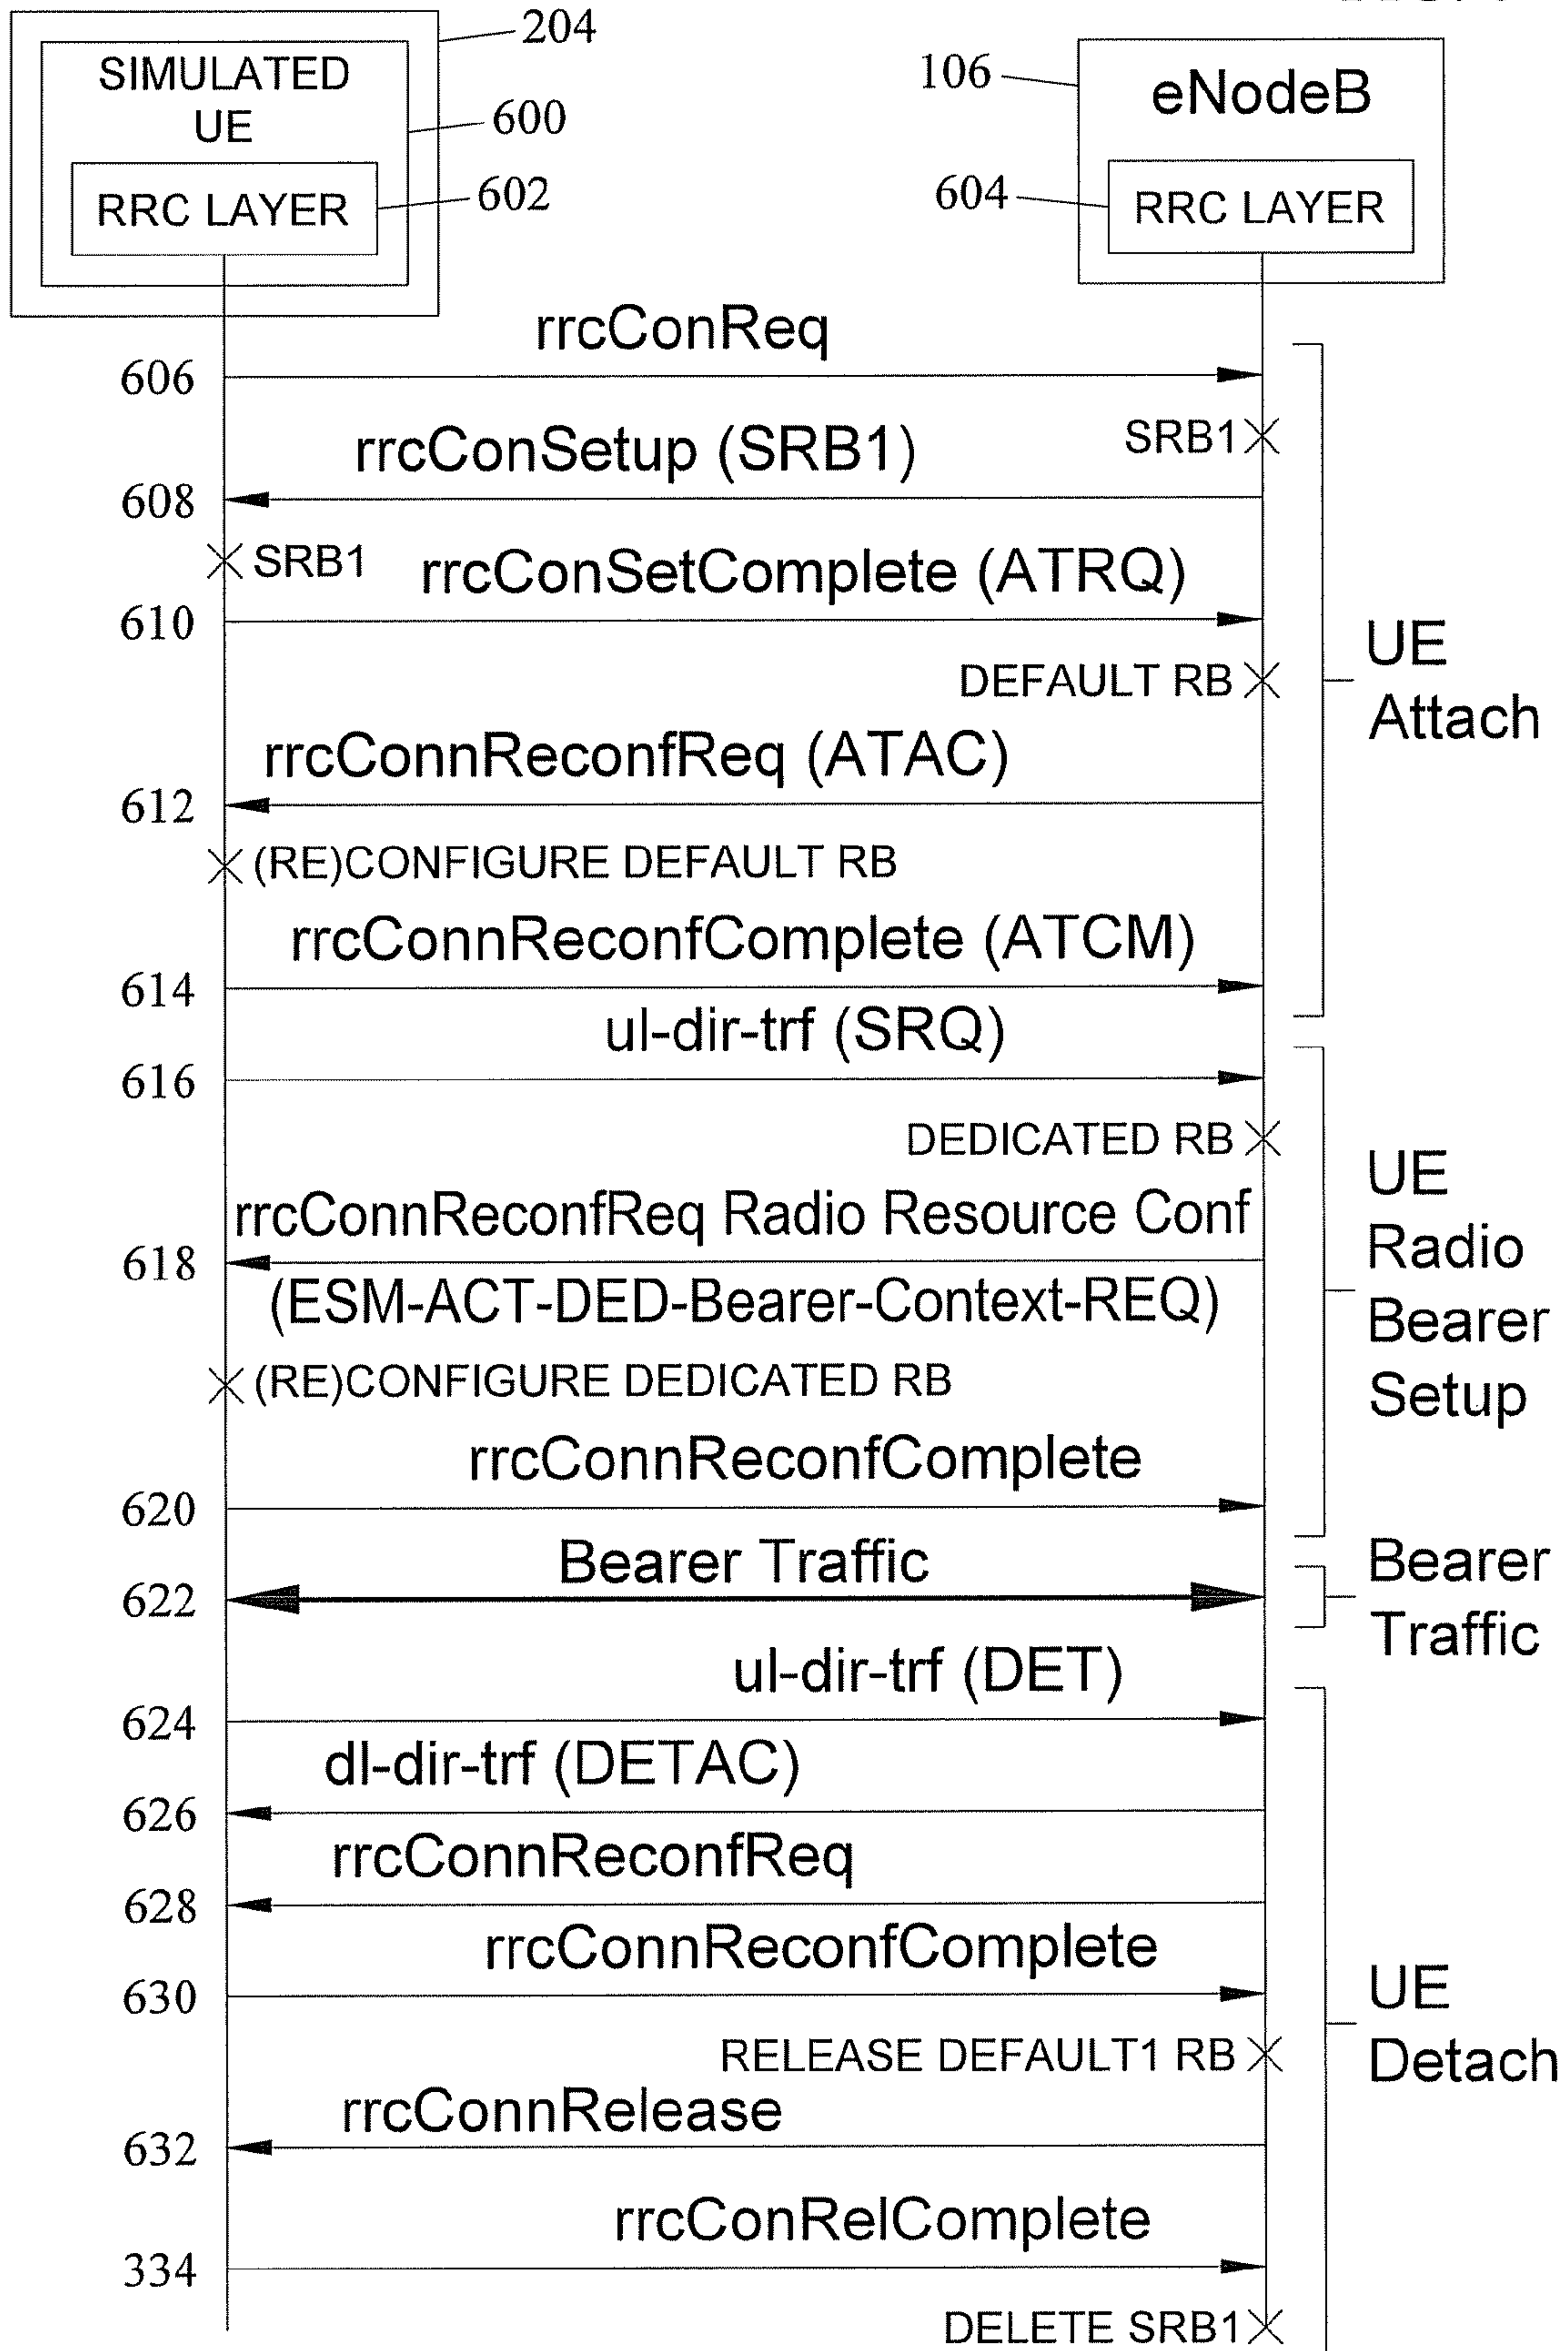 204
SIMULATED
UE
600
RRC LAYER
602
106
eNodeB
604
RRC LAYER
rrcConReq
606
SRB1
rrcConSetup (SRB1)
608
SRB1
rrcConSetComplete (ATRQ)
610
DEFAULT RB
UE
Attach
rrcConnReconfReq (ATAC)
612
(RE)CONFIGURE DEFAULT RB
rrcConnReconfComplete (ATCM)
614
ul-dir-trf (SRQ)
616
DEDICATED RB
rrcConnReconfReq Radio Resource Conf
618
(ESM-ACT-DED-Bearer-Context-REQ)
UE
Radio
Bearer
Setup
(RE)CONFIGURE DEDICATED RB
rrcConnReconfComplete
620
Bearer Traffic
622
Bearer
Traffic
ul-dir-trf (DET)
624
dl-dir-trf (DETAC)
626
rrcConnReconfReq
628
rrcConnReconfComplete
630
UE
Detach
RELEASE DEFAULT1 RB
rrcConnRelease
632
rrcConRelComplete
334
DELETE SRB1